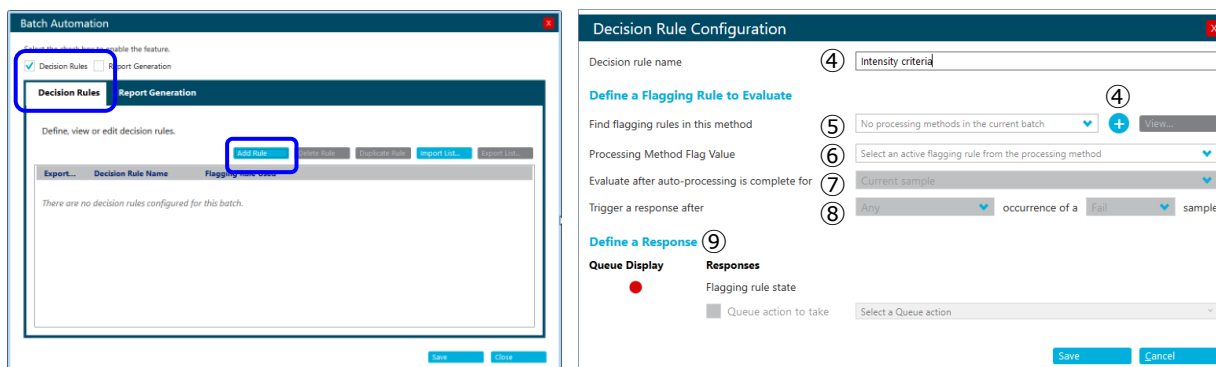 Batch Automation
X
Select the check box to enable the feature.
Decision Rules Report Generation
Decision Rules Report Generation
Define, view or edit decision rules.
Add Rule Delete Rule Duplicate Rule Import List... Export List...
Export... Decision Rule Name Flagging Rule Used
There are no decision rules configured for this batch.
Save Close
Decision Rule Configuration
X
Decision rule name ④ Intensity criteria
Define a Flagging Rule to Evaluate ④
Find flagging rules in this method ⑤ No processing methods in the current batch + View...
Processing Method Flag Value ⑥ Select an active flagging rule from the processing method
Evaluate after auto-processing is complete for ⑦ Current sample
Trigger a response after ⑧ Any occurrence of a Fail sample
Define a Response ⑨
Queue Display Responses
Flagging rule state
Queue action to take Select a Queue action
Save Cancel